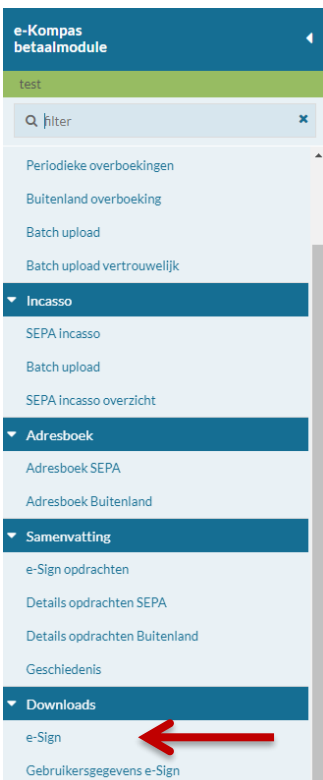 e-Kompas
betaalmodule
test
filter
Periodieke overboekingen
Buitenland overboeking
Batch upload
Batch upload vertrouwelijk
Incasso
SEPA incasso
Batch upload
SEPA incasso overzicht
Adresboek
Adresboek SEPA
Adresboek Buitenland
Samenvatting
e-Sign opdrachten
Details opdrachten SEPA
Details opdrachten Buitenland
Geschiedenis
Downloads
e-Sign
Gebruikersgegevens e-Sign